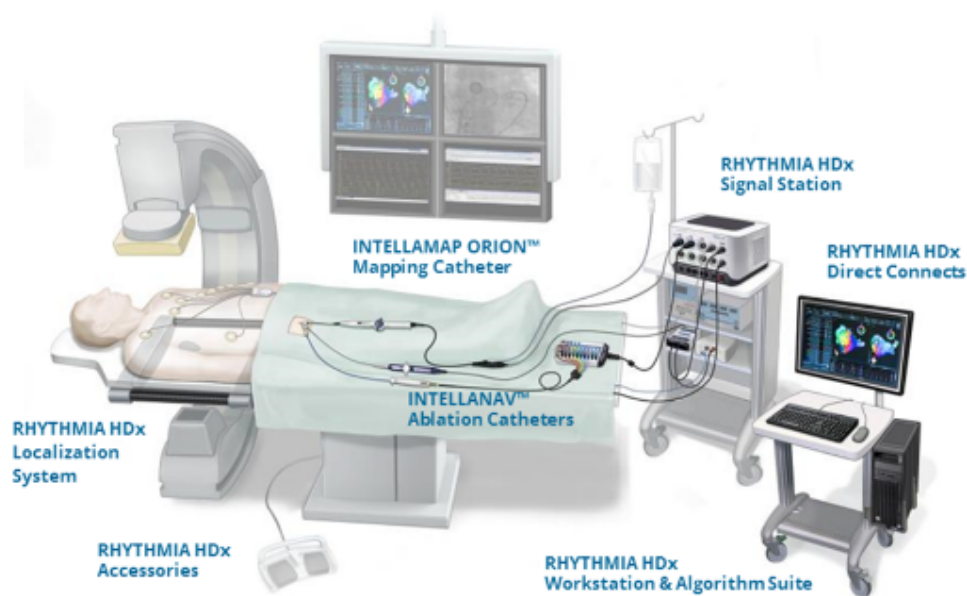 RHYTHMIA HDx
Signal Station
INTELLAMAP ORION™
Mapping Catheter
RHYTHMIA HDx
Direct Connects
INTELLANAV™
Ablation Catheters
RHYTHMIA HDx
Localization
System
RHYTHMIA HDx
Accessories
RHYTHMIA HDx
Workstation & Algorithm Suite